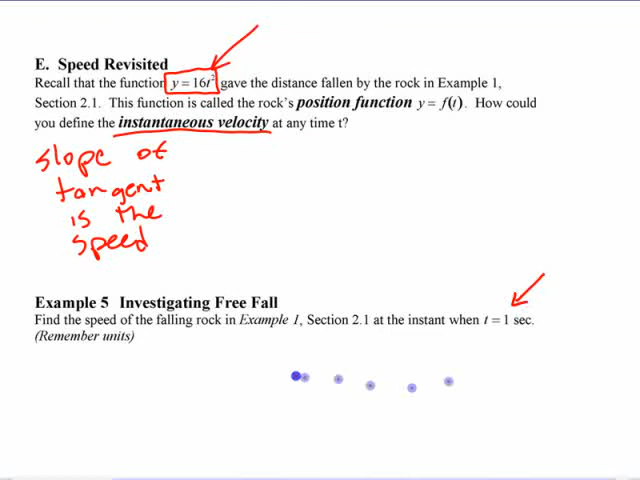 E. Speed Revisited
Recall that the function y = 16t² gave the distance fallen by the rock in Example 1,
Section 2.1. This function is called the rock's position function y = f(t). How could
you define the instantaneous velocity at any time t?
slope of
tangent
is the
speed
Example 5 Investigating Free Fall
Find the speed of the falling rock in Example 1, Section 2.1 at the instant when t = 1 sec.
(Remember units)